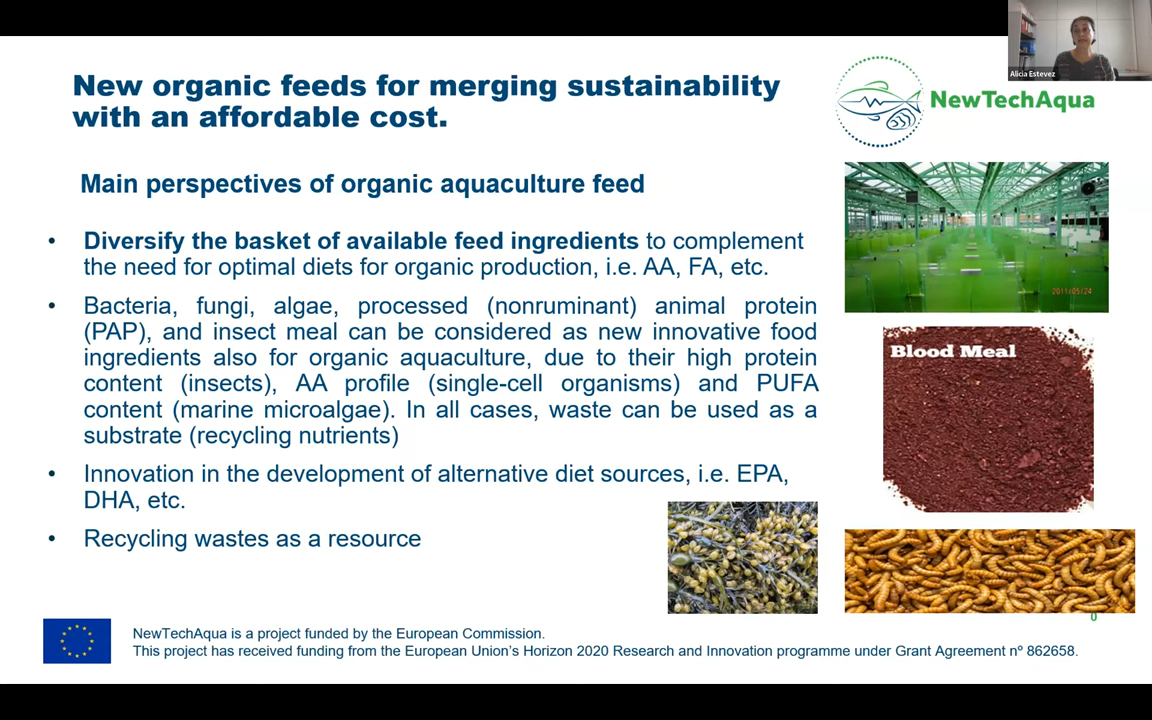 Alicia Estevez
New organic feeds for merging sustainability
with an affordable cost.
NewTechAqua
Main perspectives of organic aquaculture feed
• Diversify the basket of available feed ingredients to complement
the need for optimal diets for organic production, i.e. AA, FA, etc.
• Bacteria, fungi, algae, processed (nonruminant) animal protein
(PAP), and insect meal can be considered as new innovative food
ingredients also for organic aquaculture, due to their high protein
content (insects), AA profile (single-cell organisms) and PUFA
content (marine microalgae). In all cases, waste can be used as a
substrate (recycling nutrients)
• Innovation in the development of alternative diet sources, i.e. EPA,
DHA, etc.
• Recycling wastes as a resource
2011/05/24
Blood Meal
0
NewTechAqua is a project funded by the European Commission.
This project has received funding from the European Union's Horizon 2020 Research and Innovation programme under Grant Agreement nº 862658.